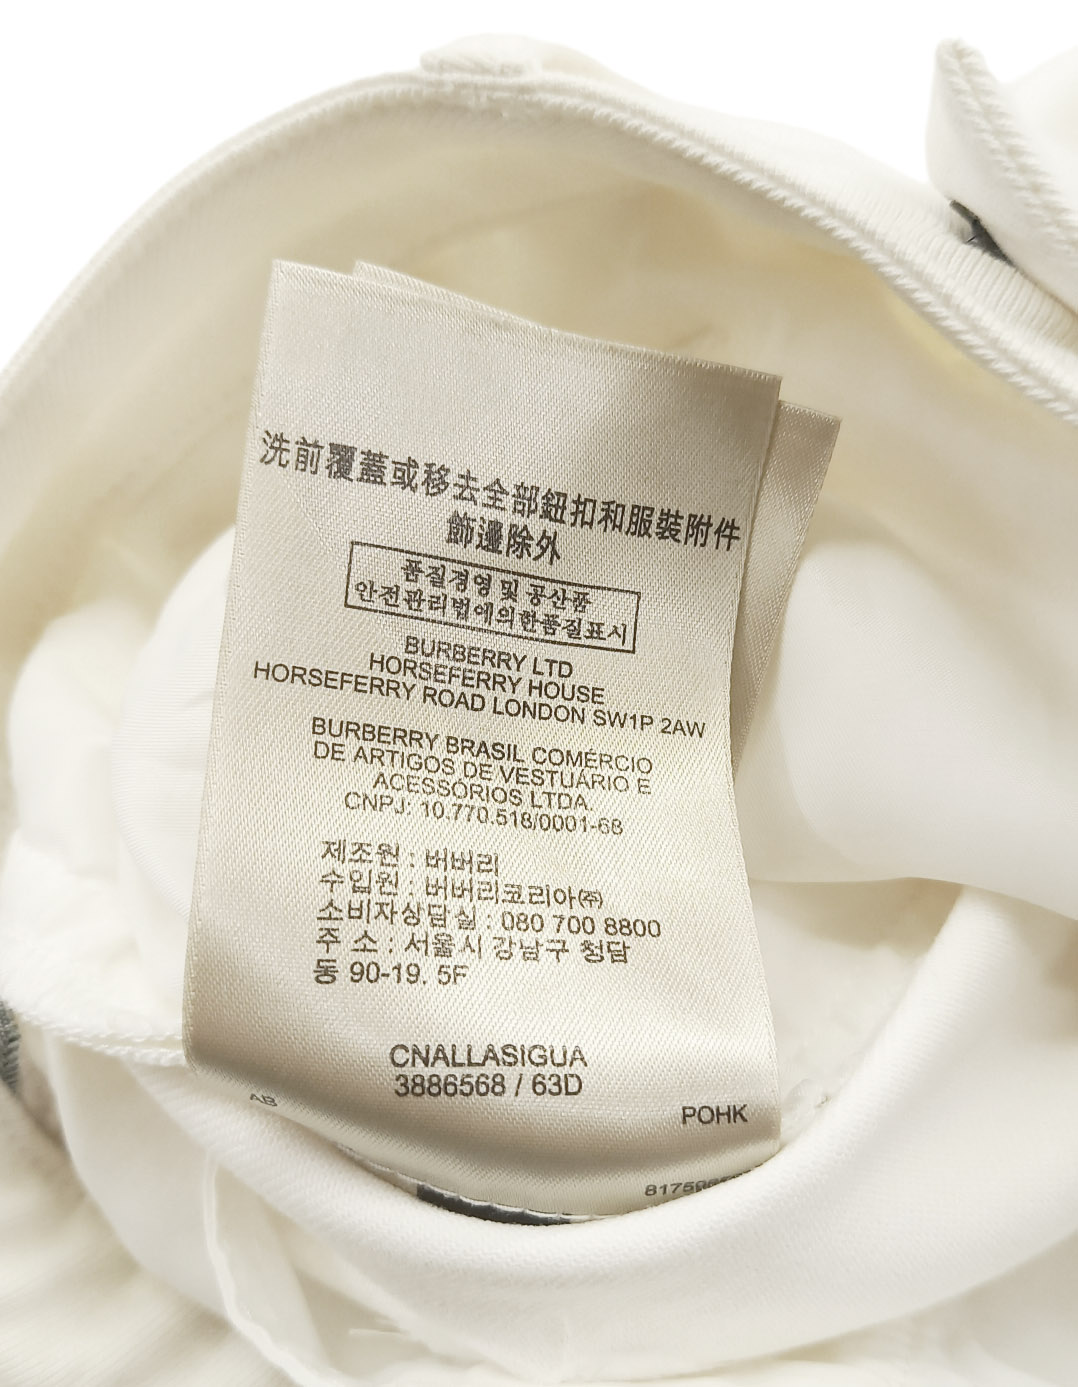 洗前覆蓋或移去全部鈕扣和服裝附件
飾邊除外
품질경영 및 공산품
안전관리법에의한품질표시
BURBERRY LTD
HORSEFERRY HOUSE
HORSEFERRY ROAD LONDON SW1P 2AW
BURBERRY BRASIL COMÉRCIO
DE ARTIGOS DE VESTUÁRIO E
ACESSÓRIOS LTDA.
CNPJ: 10.770.518/0001-68
제조원 : 버버리
수입원 : 버버리코리아㈜
소비자상담실 : 080 700 8800
주 소 : 서울시 강남구 청담
동 90-19. 5F
CNALLASIGUA
3886568 / 63D
AB
POHK